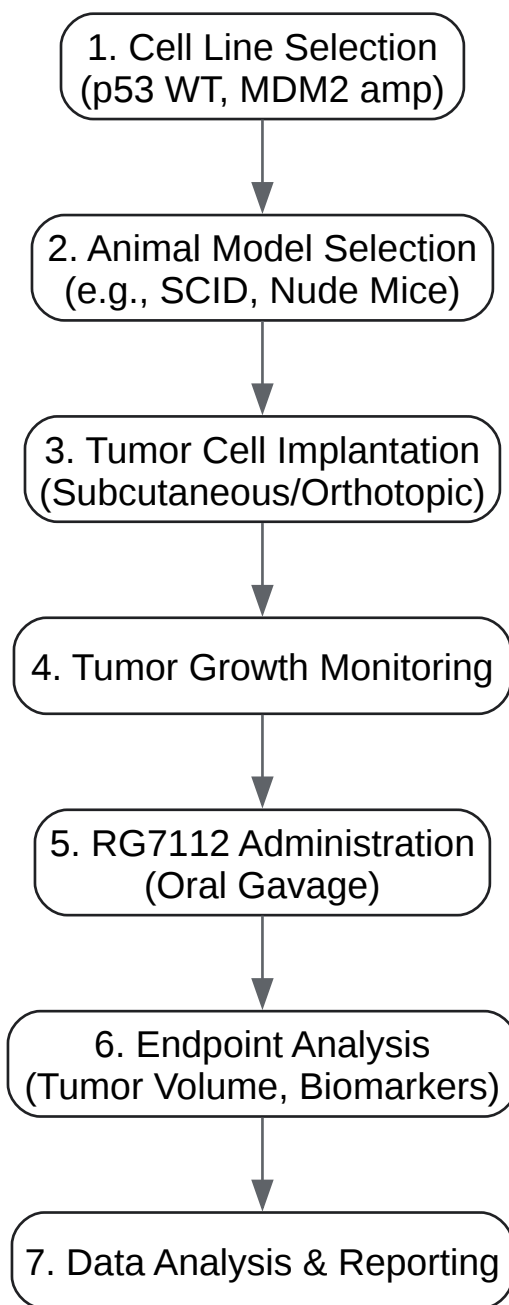 1. Cell Line Selection
(p53 WT, MDM2 amp)
2. Animal Model Selection
(e.g., SCID, Nude Mice)
3. Tumor Cell Implantation
(Subcutaneous/Orthotopic)
4. Tumor Growth Monitoring
5. RG7112 Administration
(Oral Gavage)
6. Endpoint Analysis
(Tumor Volume, Biomarkers)
7. Data Analysis & Reporting